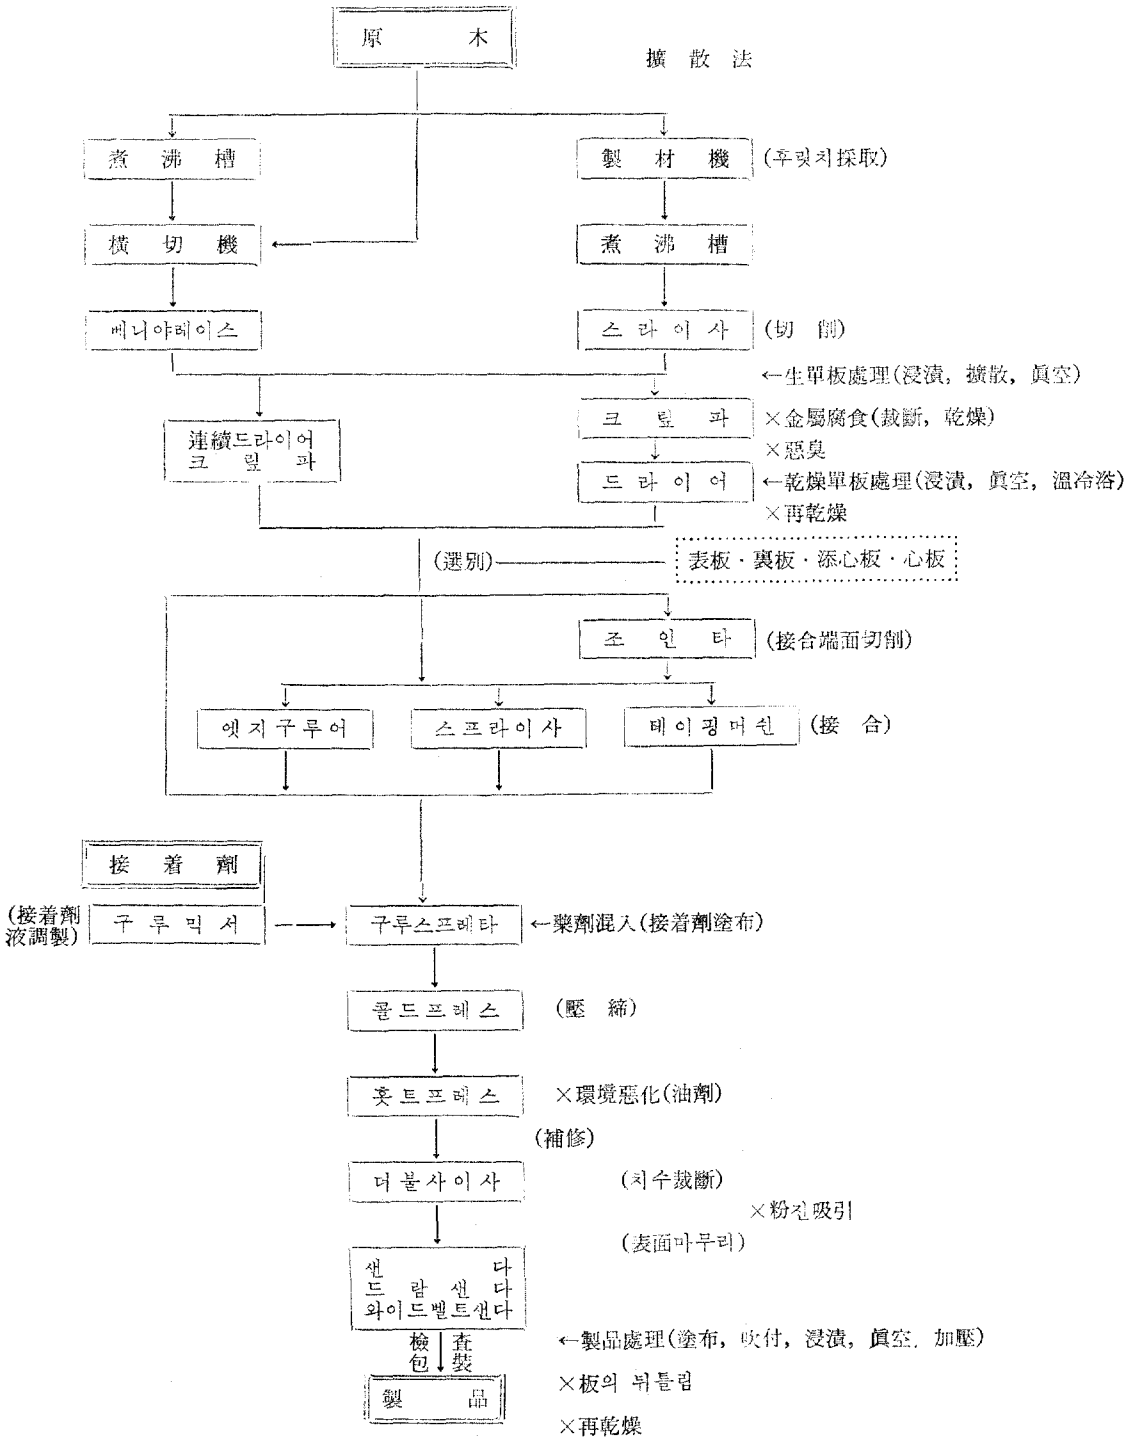 原木
擴散法
煮沸槽
製材機 (후릿치採取)
橫切機
煮沸槽
베니야레이스
스라이사 (切削)
←生單板處理(浸漬, 擴散, 眞空)
크맆파 ×金屬腐食(裁斷, 乾燥)
連續드라이어
크맆파
×惡臭
드라이어 ←乾燥單板處理(浸漬, 眞空, 溫冷浴)
×再乾燥
(選別) 表板·裏板·添心板·心板
조인타 (接合端面切削)
엣지구루어 스프라이사 테이핑머쉰 (接合)
接着劑
(接着劑
液調製)
구루믹서 구루스프레타 ←藥劑混入(接着劑塗布)
콜드프레스 (壓締)
홋트프레스 ×環境惡化(油劑)
(補修)
더불사이사 (치수裁斷)
×粉진吸引
(表面마무리)
샌다
드람샌다
와이드벨트샌다
檢査
包裝
←製品處理(塗布, 吹付, 浸漬, 眞空, 加壓)
製品 ×板의 뒤틀림
×再乾燥